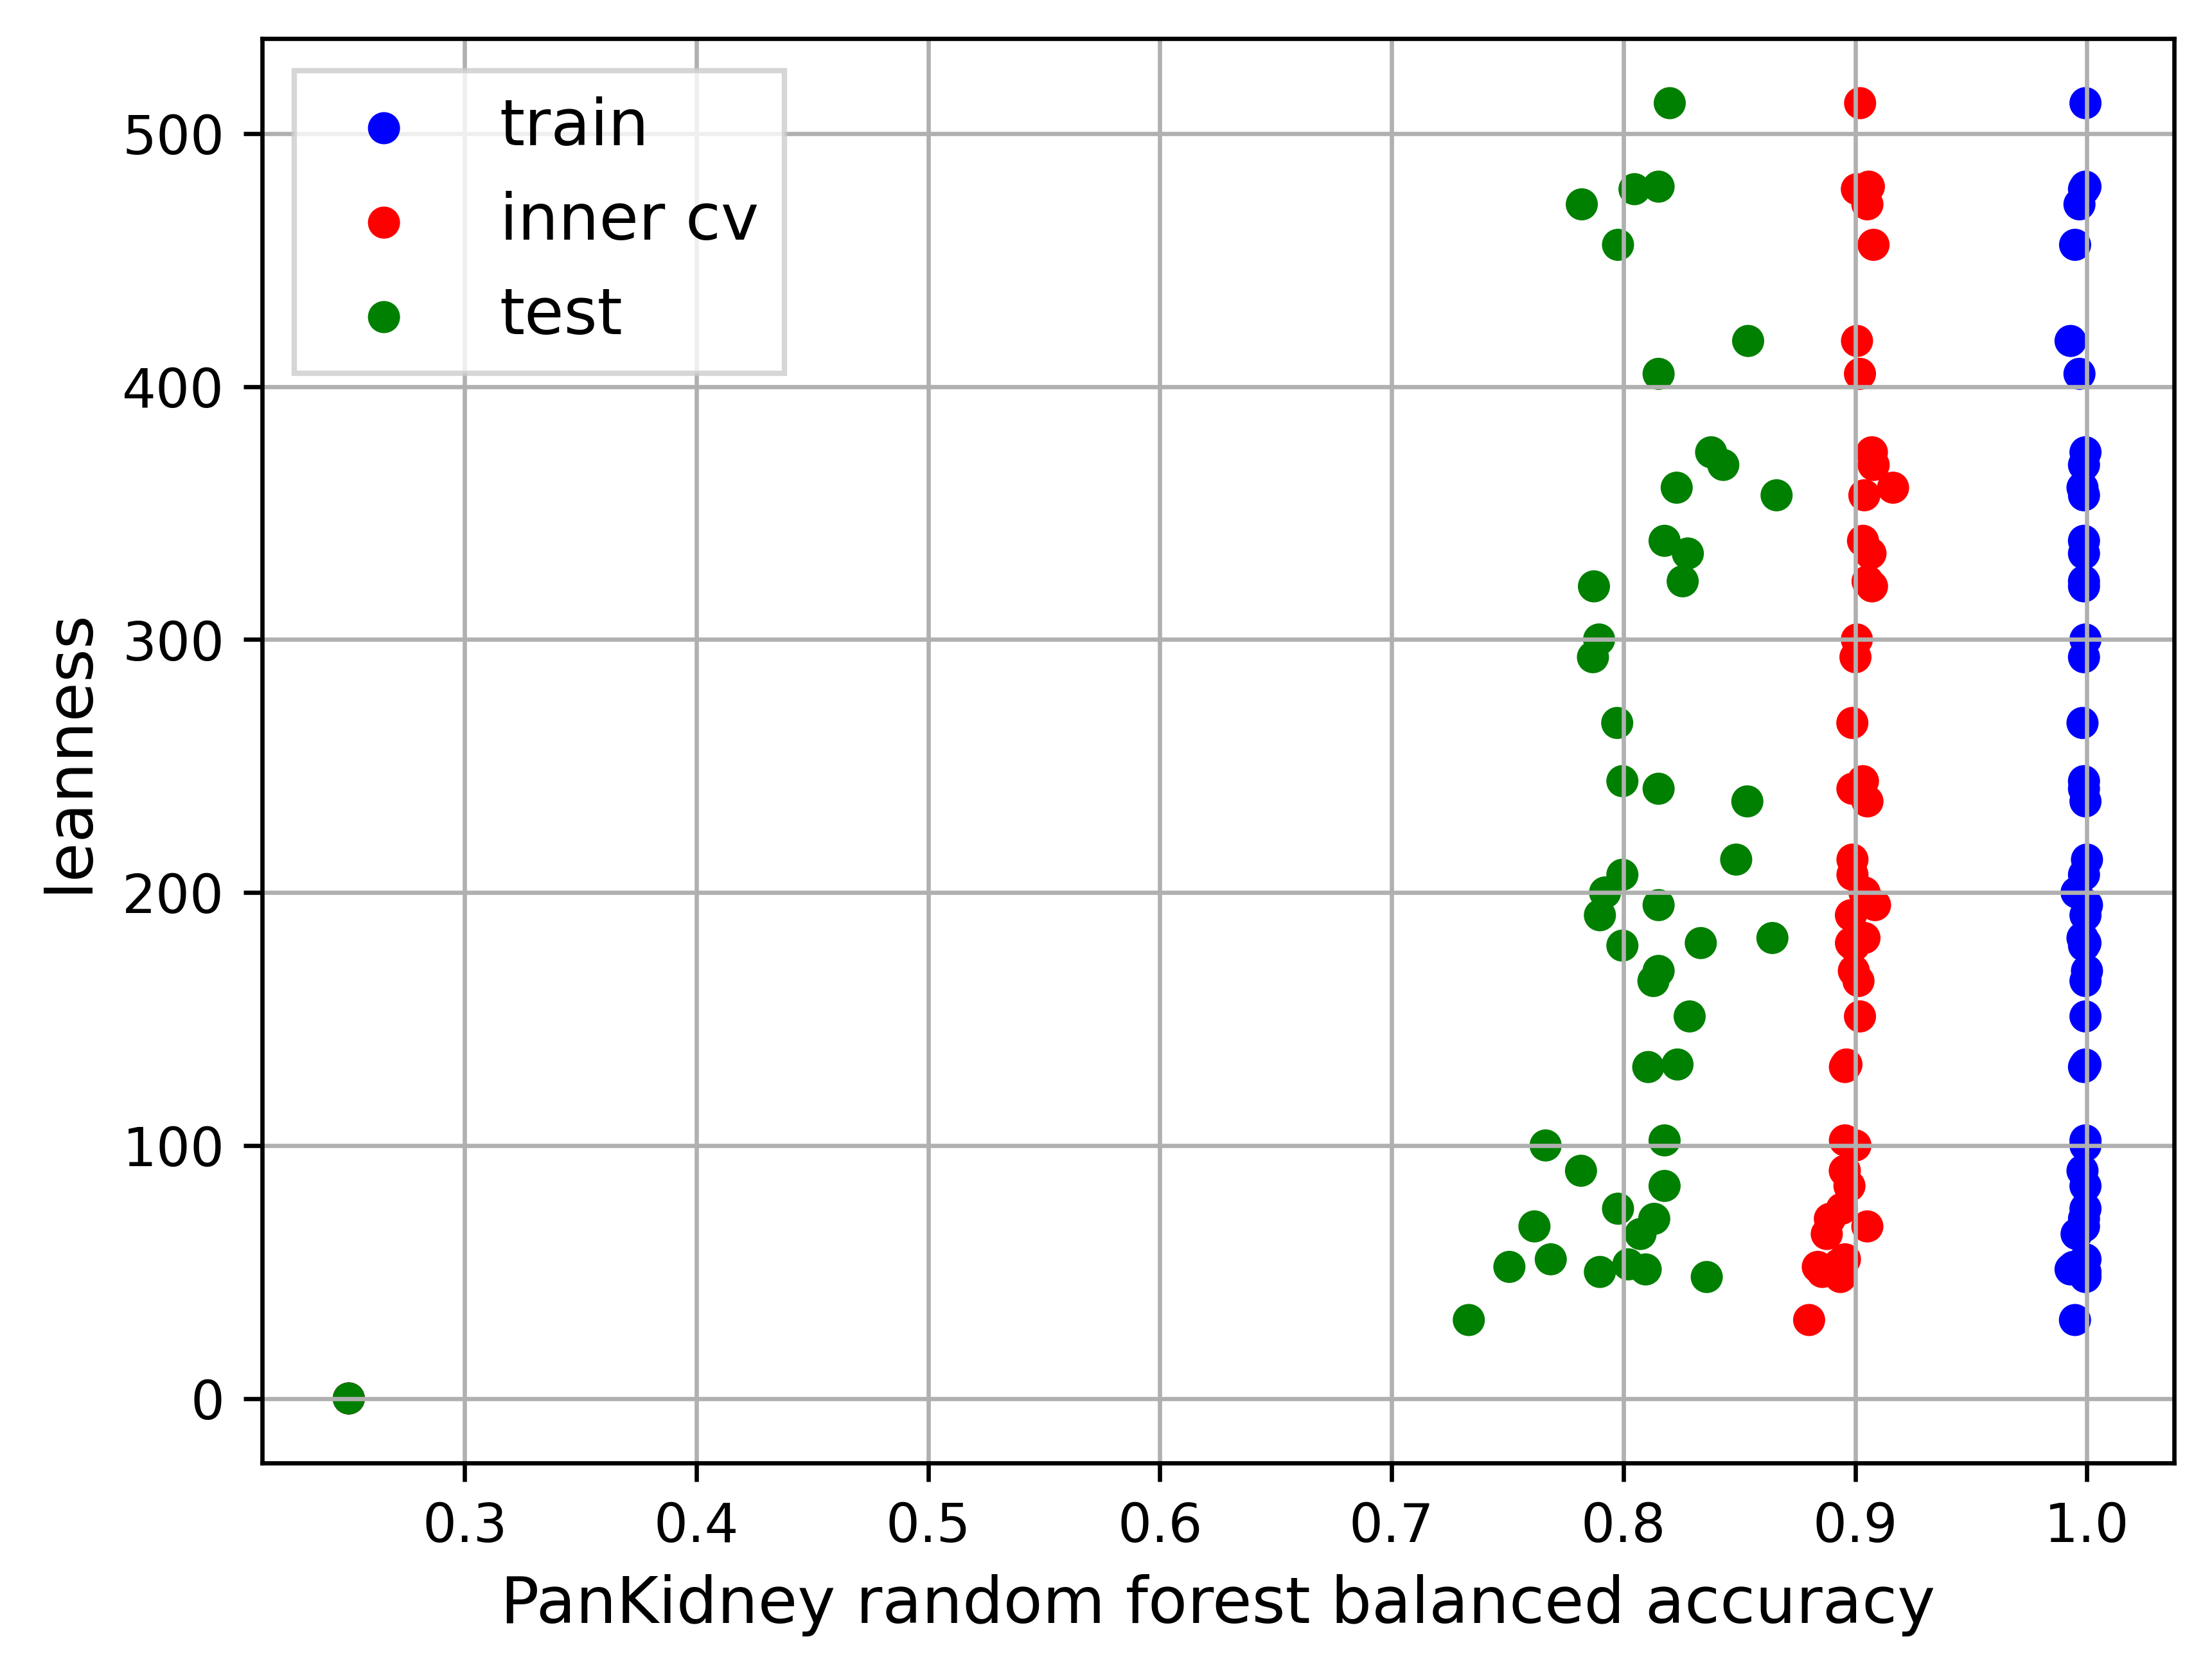 train
inner cv
test
500
400
300
200
100
0
leanness
0.3 0.4 0.5 0.6 0.7 0.8 0.9 1.0
PanKidney random forest balanced accuracy